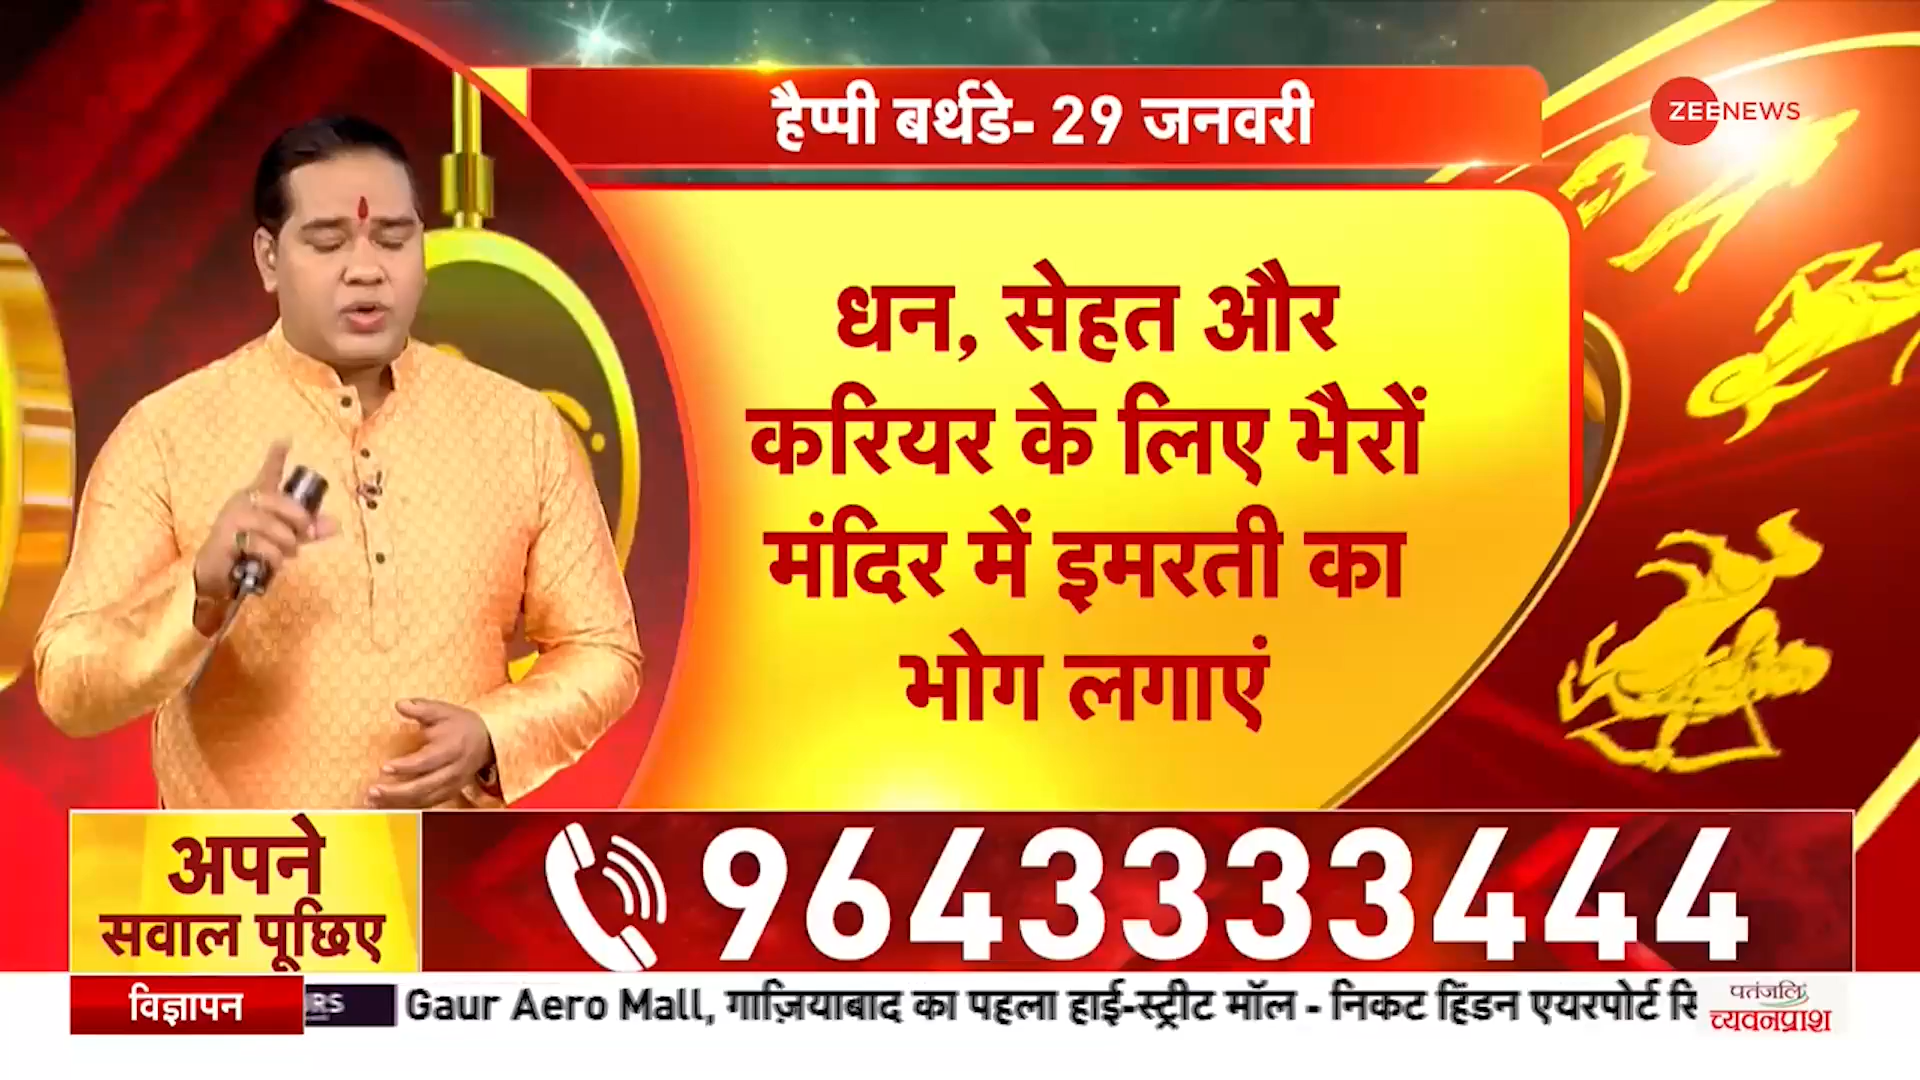 हैप्पी बर्थडे- 29 जनवरी
ZEENEWS
धन, सेहत और
करियर के लिए भैरों
मंदिर में इमरती का
भोग लगाएं
अपने
सवाल पूछिए
9643333444
विज्ञापन
Gaur Aero Mall, गाज़ियाबाद का पहला हाई-स्ट्रीट मॉल - निकट हिंडन एयरपोर्ट
पतंजलि
च्यवनप्राश